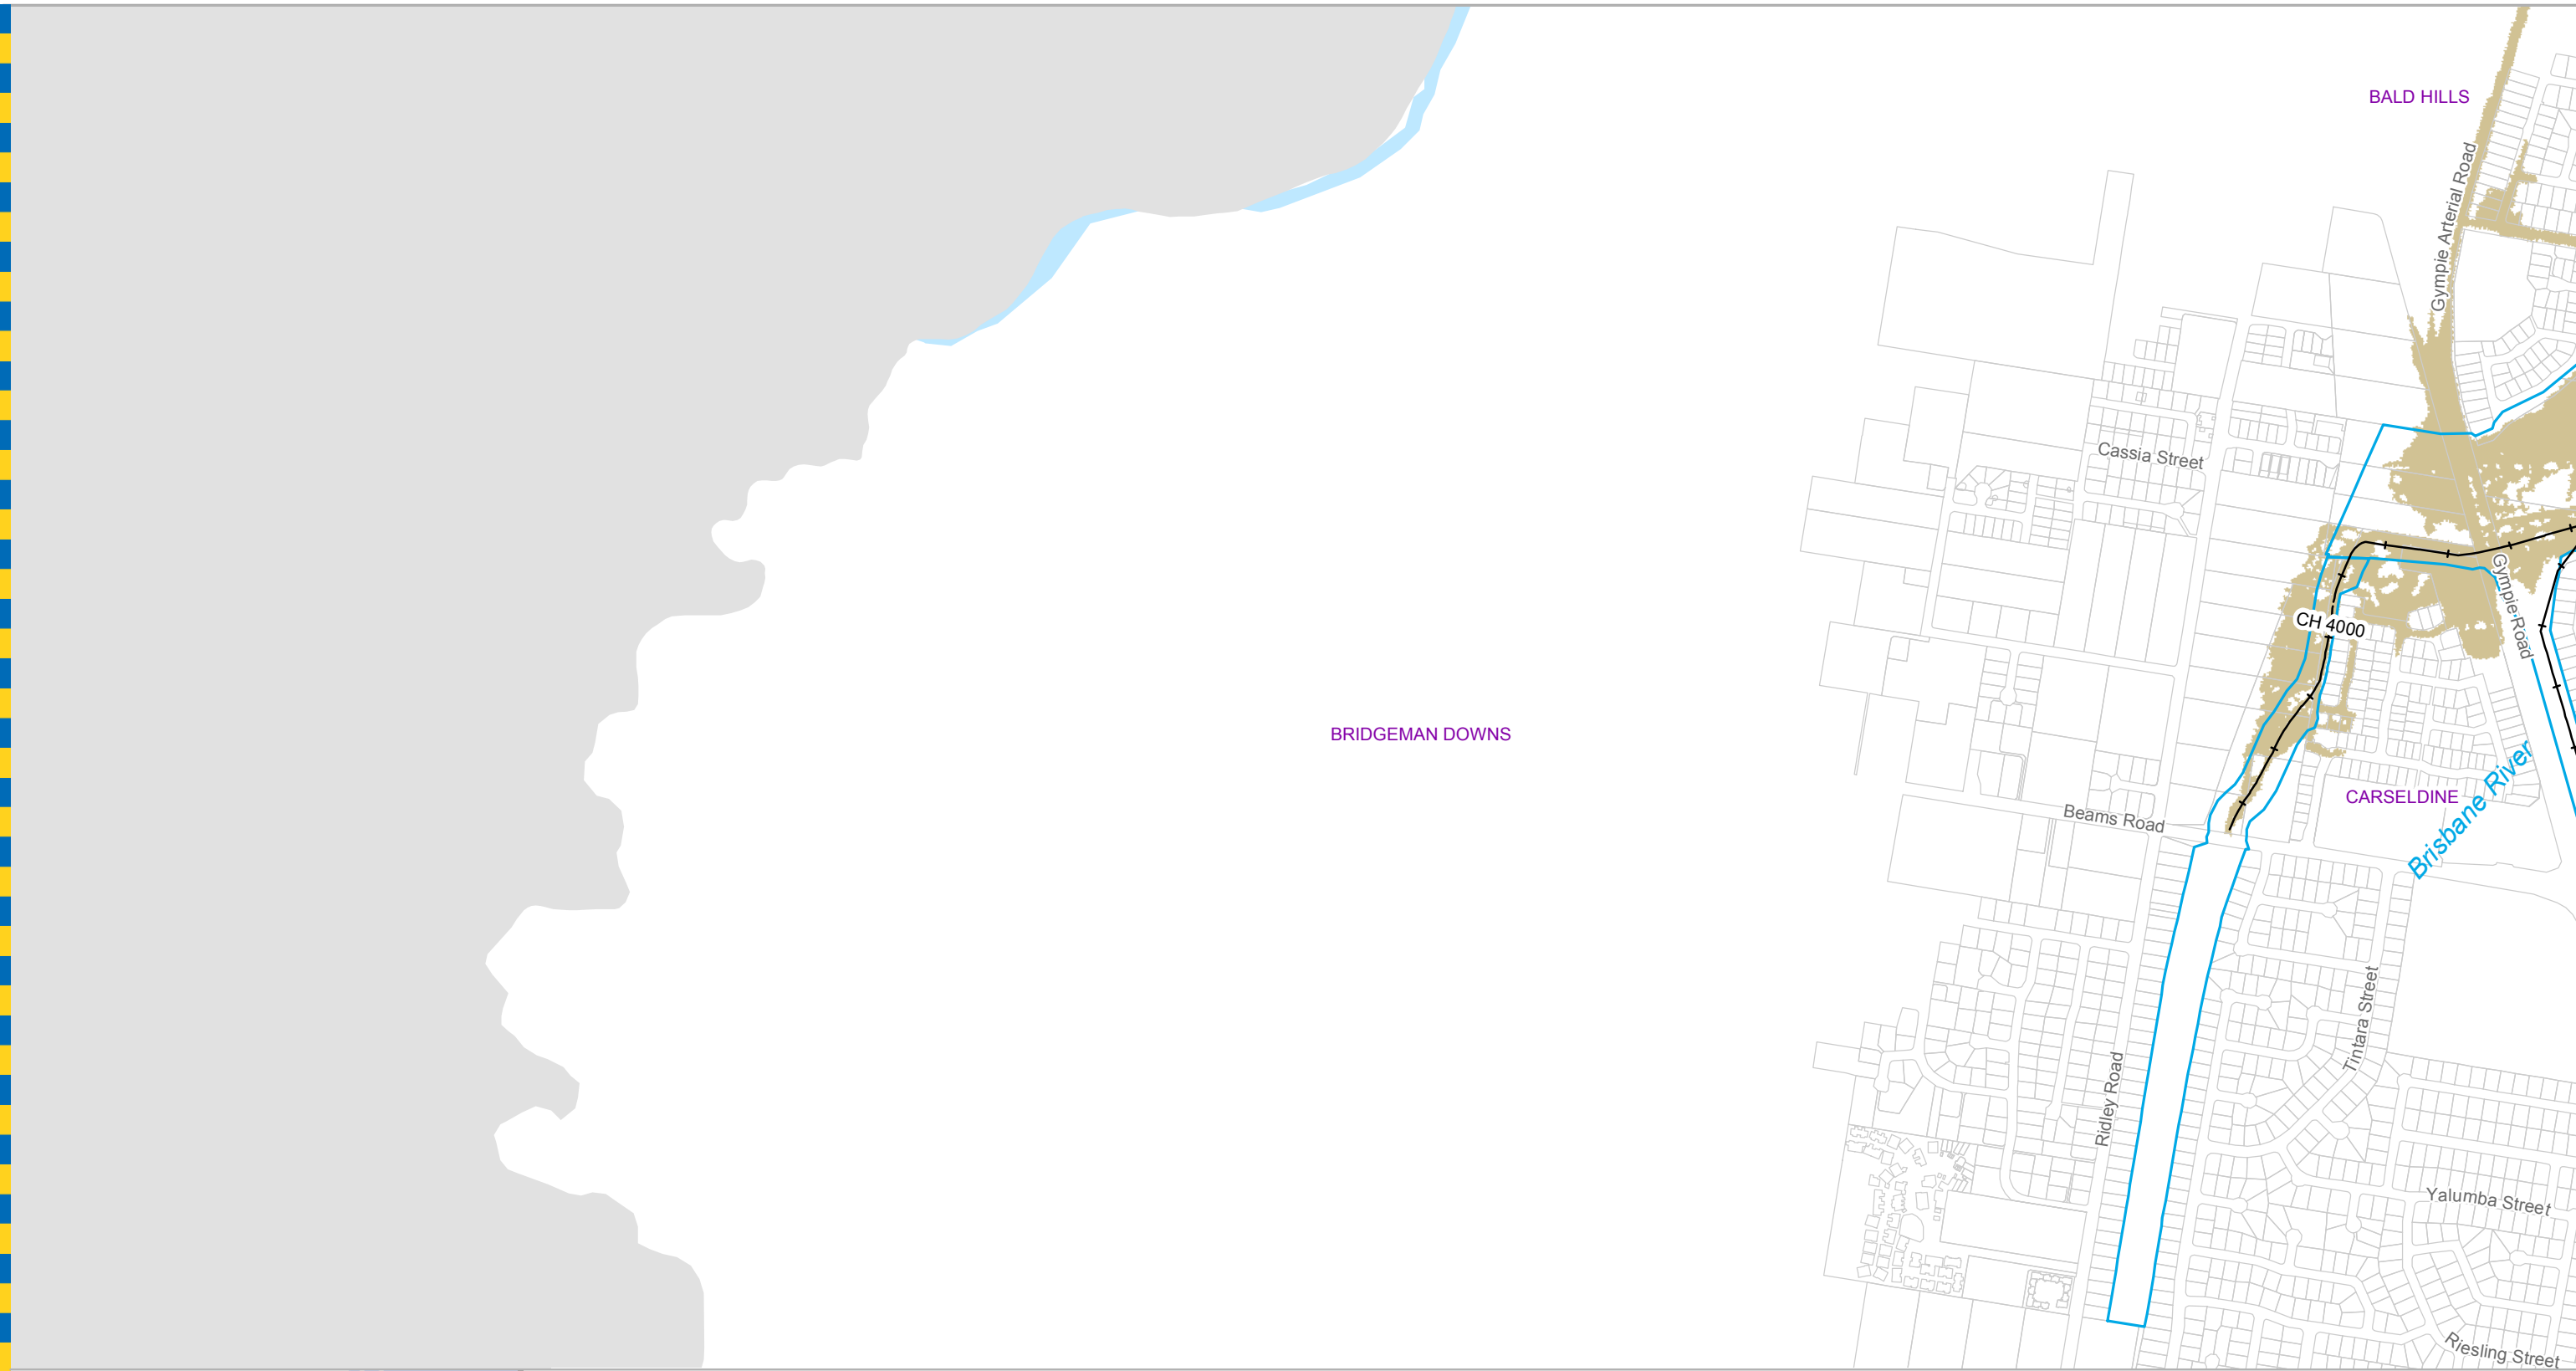 BALD HILLS
Gympie Arterial Road
Cassia Street
Gympie Road
CH 4000
BRIDGEMAN DOWNS
CARSELDINE
Brisbane River
Beams Road
Tintara Street
Ridley Road
Yalumba Street
Riesling Street